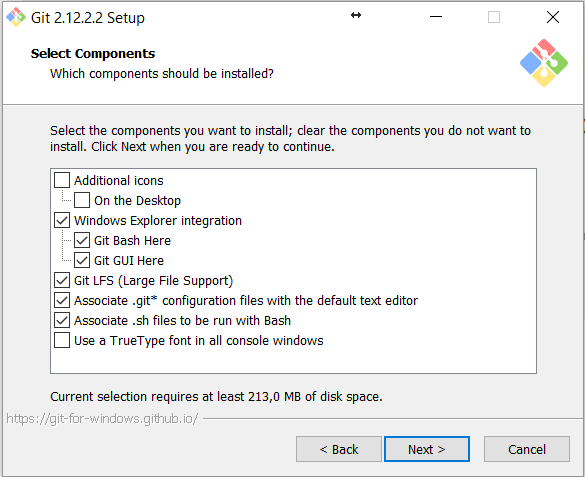 Git 2.12.2.2 Setup
Select Components
Which components should be installed?
Select the components you want to install; clear the components you do not want to
install. Click Next when you are ready to continue.
Additional icons
On the Desktop
Windows Explorer integration
Git Bash Here
Git GUI Here
Git LFS (Large File Support)
Associate .git* configuration files with the default text editor
Associate .sh files to be run with Bash
Use a TrueType font in all console windows
Current selection requires at least 213,0 MB of disk space.
https://git-for-windows.github.io/
< Back
Next >
Cancel